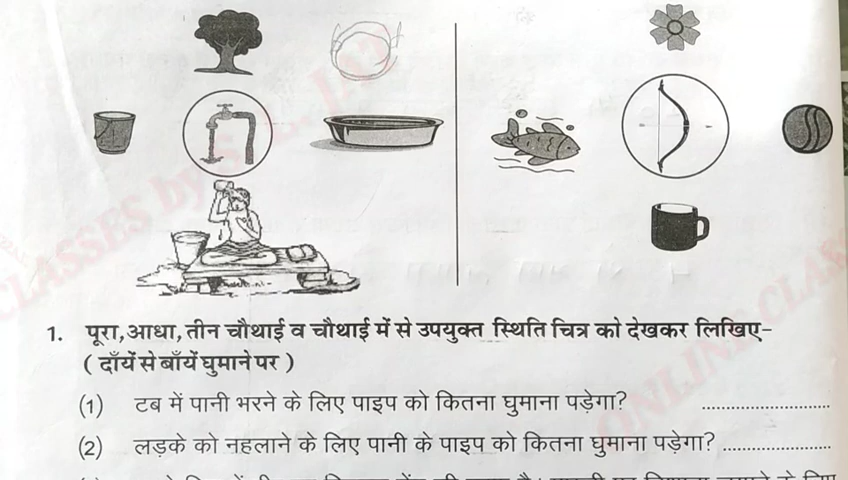 1. पूरा, आधा, तीन चौथाई व चौथाई में से उपयुक्त स्थिति चित्र को देखकर लिखिए-
( दाँयें से बाँयें घुमाने पर )
(1) टब में पानी भरने के लिए पाइप को कितना घुमाना पड़ेगा? ..............................
(2) लड़के को नहलाने के लिए पानी के पाइप को कितना घुमाना पड़ेगा? .........................